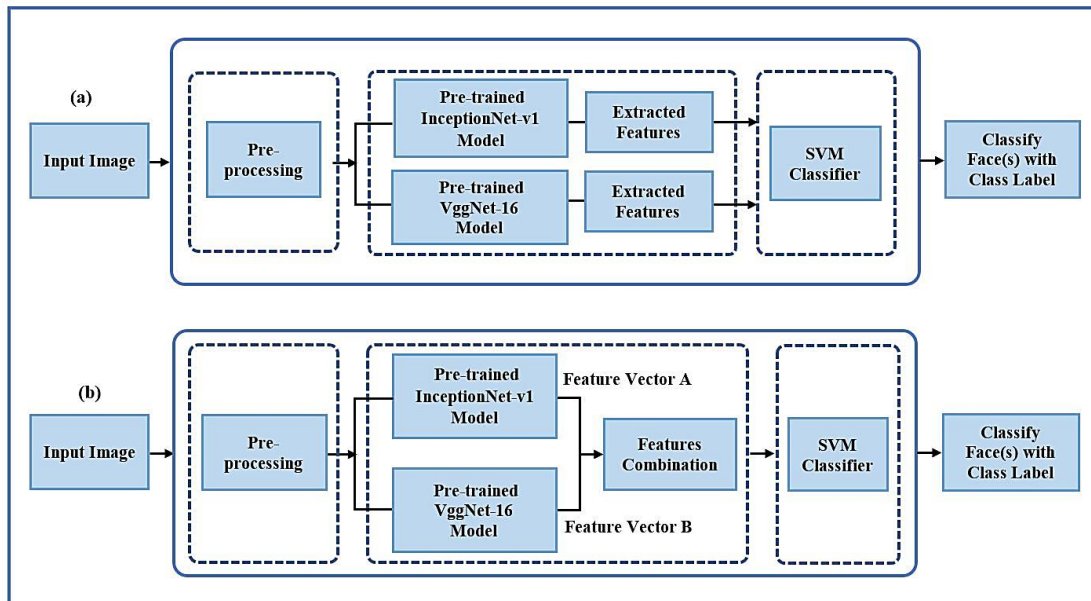 (a)
Input Image
Pre-
processing
Pre-trained
InceptionNet-v1
Model
Extracted
Features
Pre-trained
VggNet-16
Model
Extracted
Features
SVM
Classifier
Classify
Face(s) with
Class Label
(b)
Input Image
Pre-
processing
Pre-trained
InceptionNet-v1
Model
Feature Vector A
Pre-trained
VggNet-16
Model
Feature Vector B
Features
Combination
SVM
Classifier
Classify
Face(s) with
Class Label